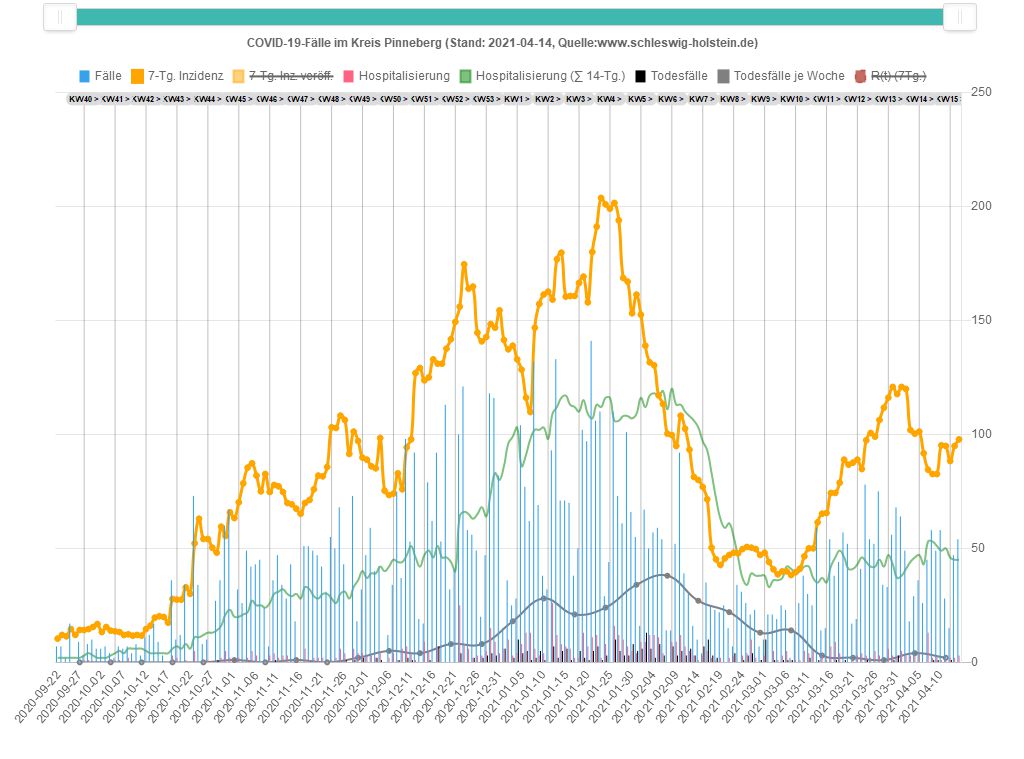 COVID-19-Fälle im Kreis Pinneberg (Stand: 2021-04-14, Quelle:www.schleswig-holstein.de)
Fälle 7-Tg. Inzidenz 7-Tg. Inz. veröff. Hospitalisierung Hospitalisierung (∑ 14-Tg.) Todesfälle Todesfälle je Woche R(t) (7Tg.)
KW40 > KW41 > KW42 > KW43 > KW44 > KW45 > KW46 > KW47 > KW48 > KW49 > KW50 > KW51 > KW52 > KW53 > KW1 > KW2 > KW3 > KW4 > KW5 > KW6 > KW7 > KW8 > KW9 > KW10 > KW11 > KW12 > KW13 > KW14 > KW15 >
250
200
150
100
50
0
2020-09-22 2020-09-27 2020-10-02 2020-10-07 2020-10-12 2020-10-17 2020-10-22 2020-10-27 2020-11-01 2020-11-06 2020-11-11 2020-11-16 2020-11-21 2020-11-26 2020-12-01 2020-12-06 2020-12-11 2020-12-16 2020-12-21 2020-12-26 2020-12-31 2021-01-05 2021-01-10 2021-01-15 2021-01-20 2021-01-25 2021-01-30 2021-02-04 2021-02-09 2021-02-14 2021-02-19 2021-02-24 2021-03-01 2021-03-06 2021-03-11 2021-03-16 2021-03-21 2021-03-26 2021-03-31 2021-04-05 2021-04-10